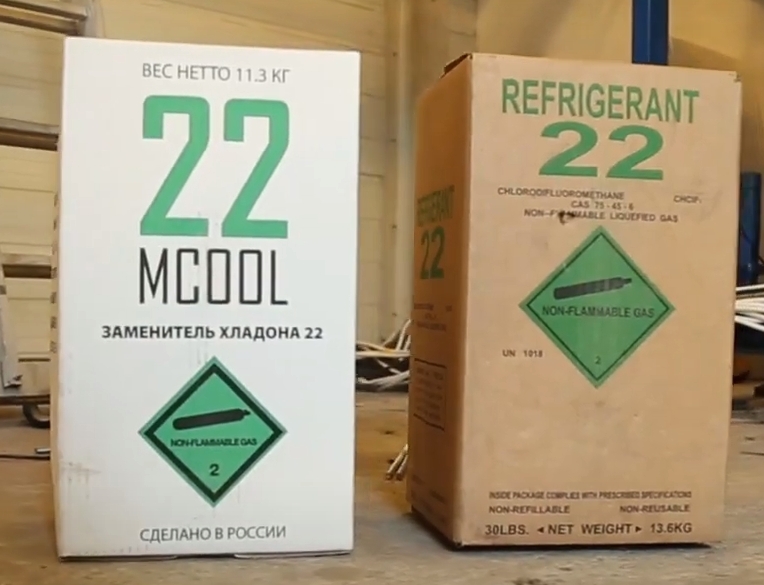 ВЕС НЕТТО 11.3 КГ
22
MCOOL
ЗАМЕНИТЕЛЬ ХЛАДОНА 22
NON-FLAMMABLE GAS
2
СДЕЛАНО В РОССИИ
REFRIGERANT
22
CHLORODIFLUOROMETHANE
CAS 75-45-6
NON-FLAMMABLE LIQUEFIED GAS
NON-FLAMMABLE GAS
2
UN 1018
INSIDE PACKAGE COMPLIES WITH PRESCRIBED SPECIFICATIONS
NON-REFILLABLE NON-REUSABLE
30LBS. ◄ NET WEIGHT ► 13.6KG
REFRIGERANT
22